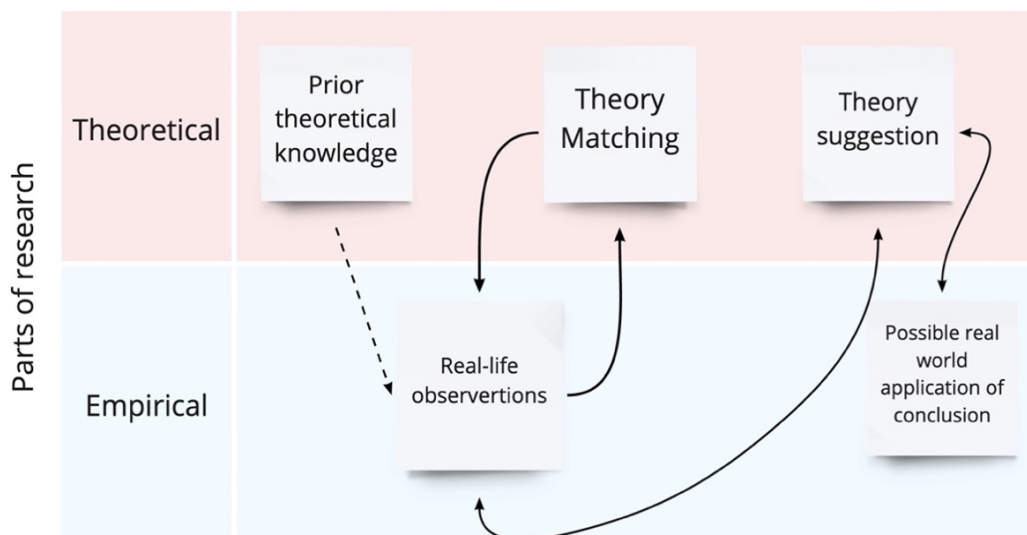 Parts of research
Theoretical
Prior
theoretical
knowledge
Theory
Matching
Theory
suggestion
Empirical
Real-life
observertions
Possible real
world
application of
conclusion